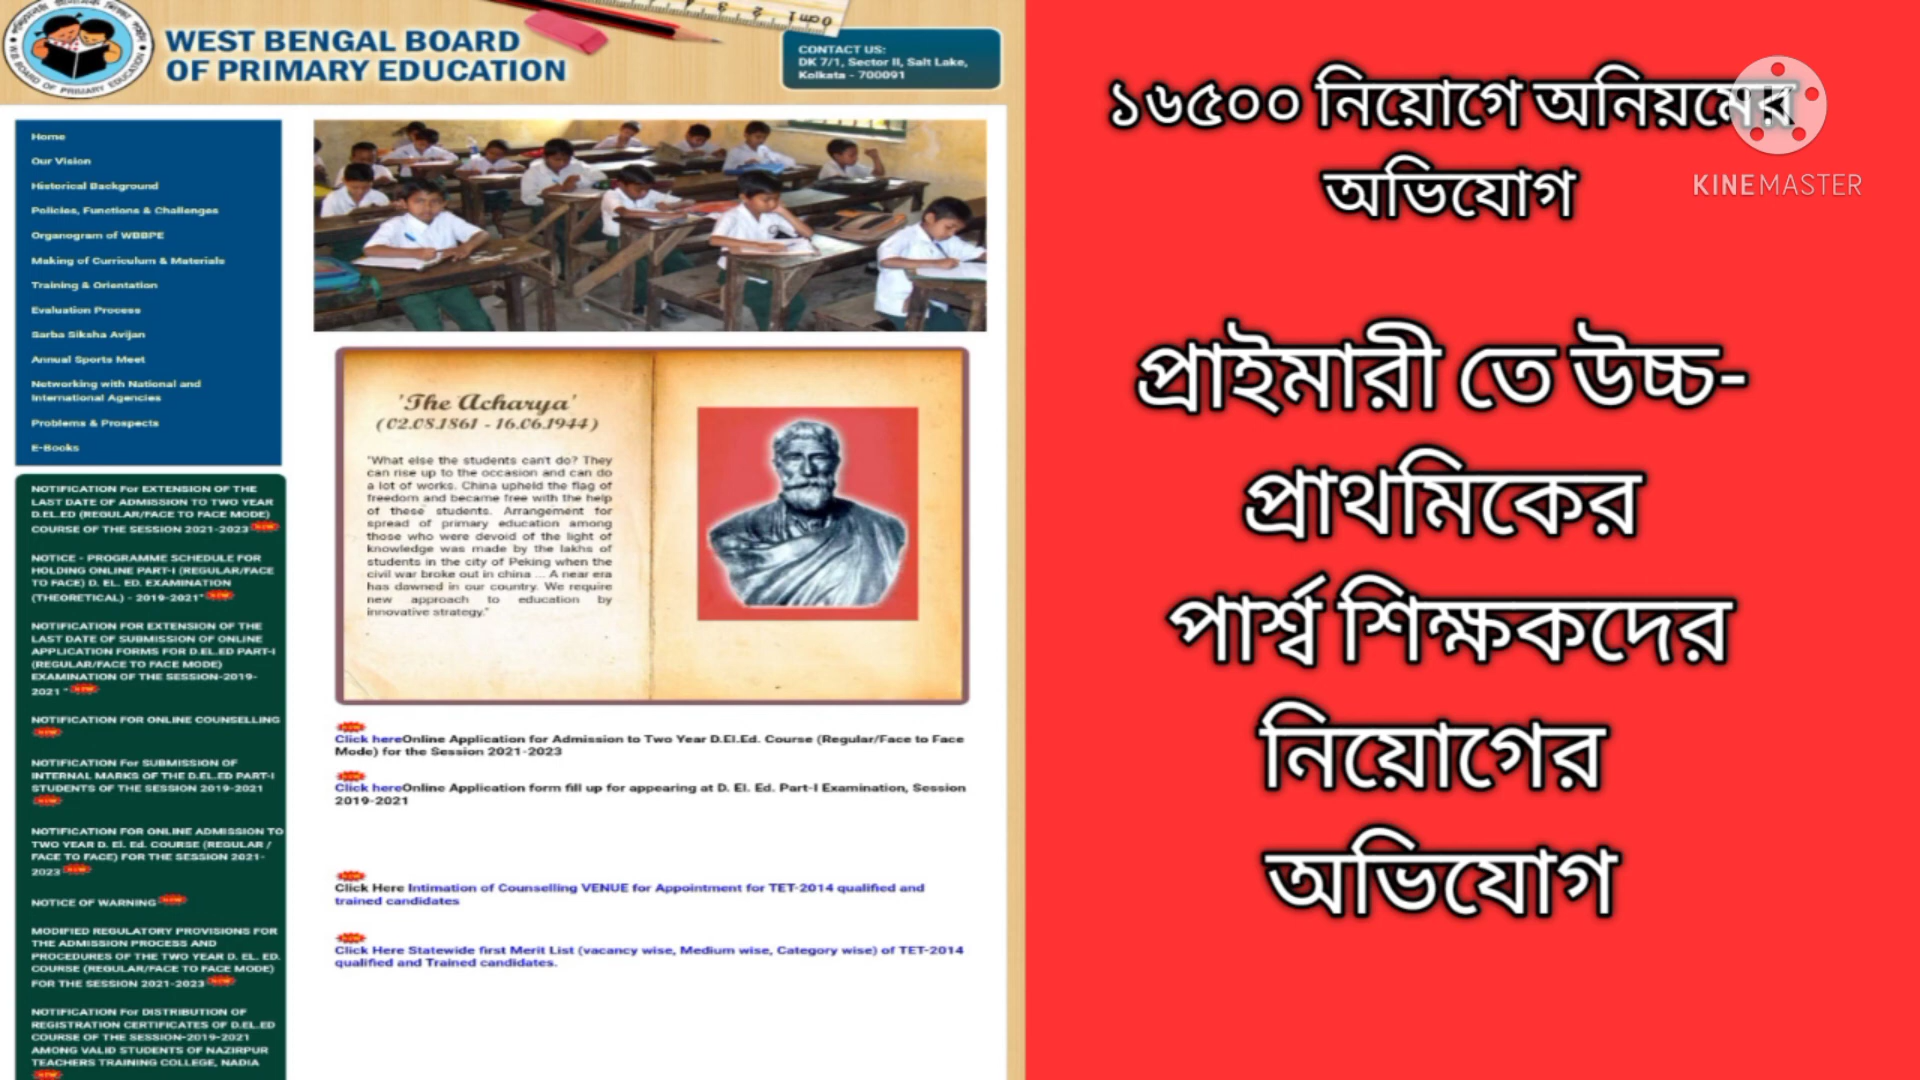 WEST BENGAL BOARD
OF PRIMARY EDUCATION
CONTACT US:
DK 7/1, Sector II, Salt Lake,
Kolkata - 700091
Home
Our Vision
Historical Background
Policies, Functions & Challenges
Organogram of WBBPE
Making of Curriculum & Materials
Training & Orientation
Evaluation Process
Sarba Siksha Avijan
Annual Sports Meet
Networking with National and
International Agencies
Problems & Prospects
E-Books
NOTIFICATION For EXTENSION OF THE
LAST DATE OF ADMISSION TO TWO YEAR
D.EL.ED (REGULAR/FACE TO FACE MODE)
COURSE OF THE SESSION 2021-2023 NEW
NOTICE - PROGRAMME SCHEDULE FOR
HOLDING ONLINE PART-I (REGULAR/FACE
TO FACE) D. EL. ED. EXAMINATION
(THEORETICAL) - 2019-2021" NEW
NOTIFICATION FOR EXTENSION OF THE
LAST DATE OF SUBMISSION OF ONLINE
APPLICATION FORMS FOR D.EL.ED PART-I
(REGULAR/FACE TO FACE MODE)
EXAMINATION OF THE SESSION-2019-
2021 " NEW
NOTIFICATION FOR ONLINE COUNSELLING
NEW
NOTIFICATION For SUBMISSION OF
INTERNAL MARKS OF THE D.EL.ED PART-I
STUDENTS OF THE SESSION 2019-2021
NEW
NOTIFICATION FOR ONLINE ADMISSION TO
TWO YEAR D. El. Ed. COURSE (REGULAR /
FACE TO FACE) FOR THE SESSION 2021-
2023 NEW
NOTICE OF WARNING NEW
MODIFIED REGULATORY PROVISIONS FOR
THE ADMISSION PROCESS AND
PROCEDURES OF THE TWO YEAR D. EL. ED.
COURSE (REGULAR/FACE TO FACE MODE)
FOR THE SESSION 2021-2023 NEW
NOTIFICATION For DISTRIBUTION OF
REGISTRATION CERTIFICATES OF D.EL.ED
COURSE OF THE SESSION-2019-2021
AMONG VALID STUDENTS OF NAZIRPUR
TEACHERS TRAINING COLLEGE, NADIA
NEW
'The Acharya'
(02.08.1861 - 16.06.1944)
"What else the students can't do? They
can rise up to the occasion and can do
a lot of works. China upheld the flag of
freedom and became free with the help
of these students. Arrangement for
spread of primary education among
those who were devoid of the light of
knowledge was made by the lakhs of
students in the city of Peking when the
civil war broke out in china ... A near era
has dawned in our country. We require
new approach to education by
innovative strategy."
NEW
Click hereOnline Application for Admission to Two Year D.El.Ed. Course (Regular/Face to Face
Mode) for the Session 2021-2023
NEW
Click hereOnline Application form fill up for appearing at D. El. Ed. Part-I Examination, Session
2019-2021
NEW
Click Here Intimation of Counselling VENUE for Appointment for TET-2014 qualified and
trained candidates
NEW
Click Here Statewide first Merit List (vacancy wise, Medium wise, Category wise) of TET-2014
qualified and Trained candidates.
১৬৫০০ নিয়োগে অনিয়মের
অভিযোগ
KINEMASTER
প্রাইমারী তে উচ্চ-
প্রাথমিকের
পার্শ্ব শিক্ষকদের
নিয়োগের
অভিযোগ